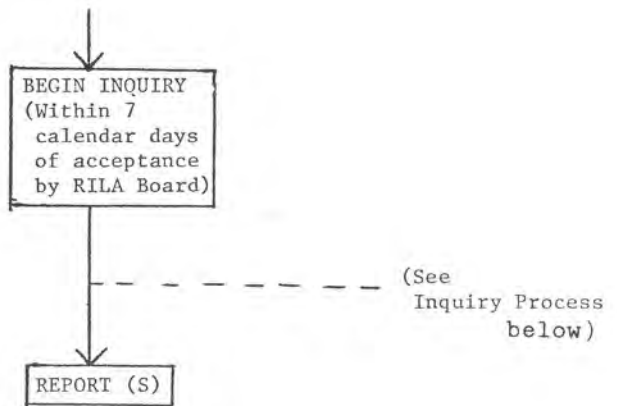 BEGIN INQUIRY
(Within 7
calendar days
of acceptance
by RILA Board)
(See
Inquiry Process
below)
REPORT (S)